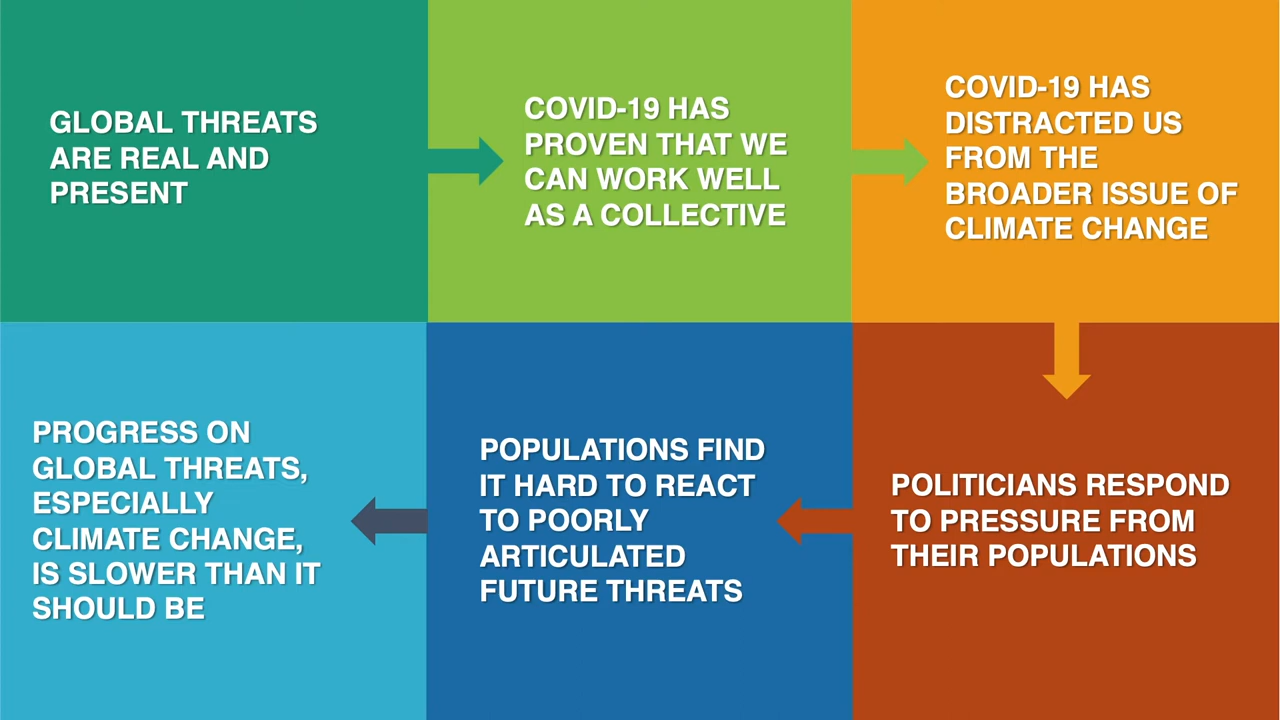 GLOBAL THREATS
ARE REAL AND
PRESENT
COVID-19 HAS
PROVEN THAT WE
CAN WORK WELL
AS A COLLECTIVE
COVID-19 HAS
DISTRACTED US
FROM THE
BROADER ISSUE OF
CLIMATE CHANGE
POLITICIANS RESPOND
TO PRESSURE FROM
THEIR POPULATIONS
POPULATIONS FIND
IT HARD TO REACT
TO POORLY
ARTICULATED
FUTURE THREATS
PROGRESS ON
GLOBAL THREATS,
ESPECIALLY
CLIMATE CHANGE,
IS SLOWER THAN IT
SHOULD BE